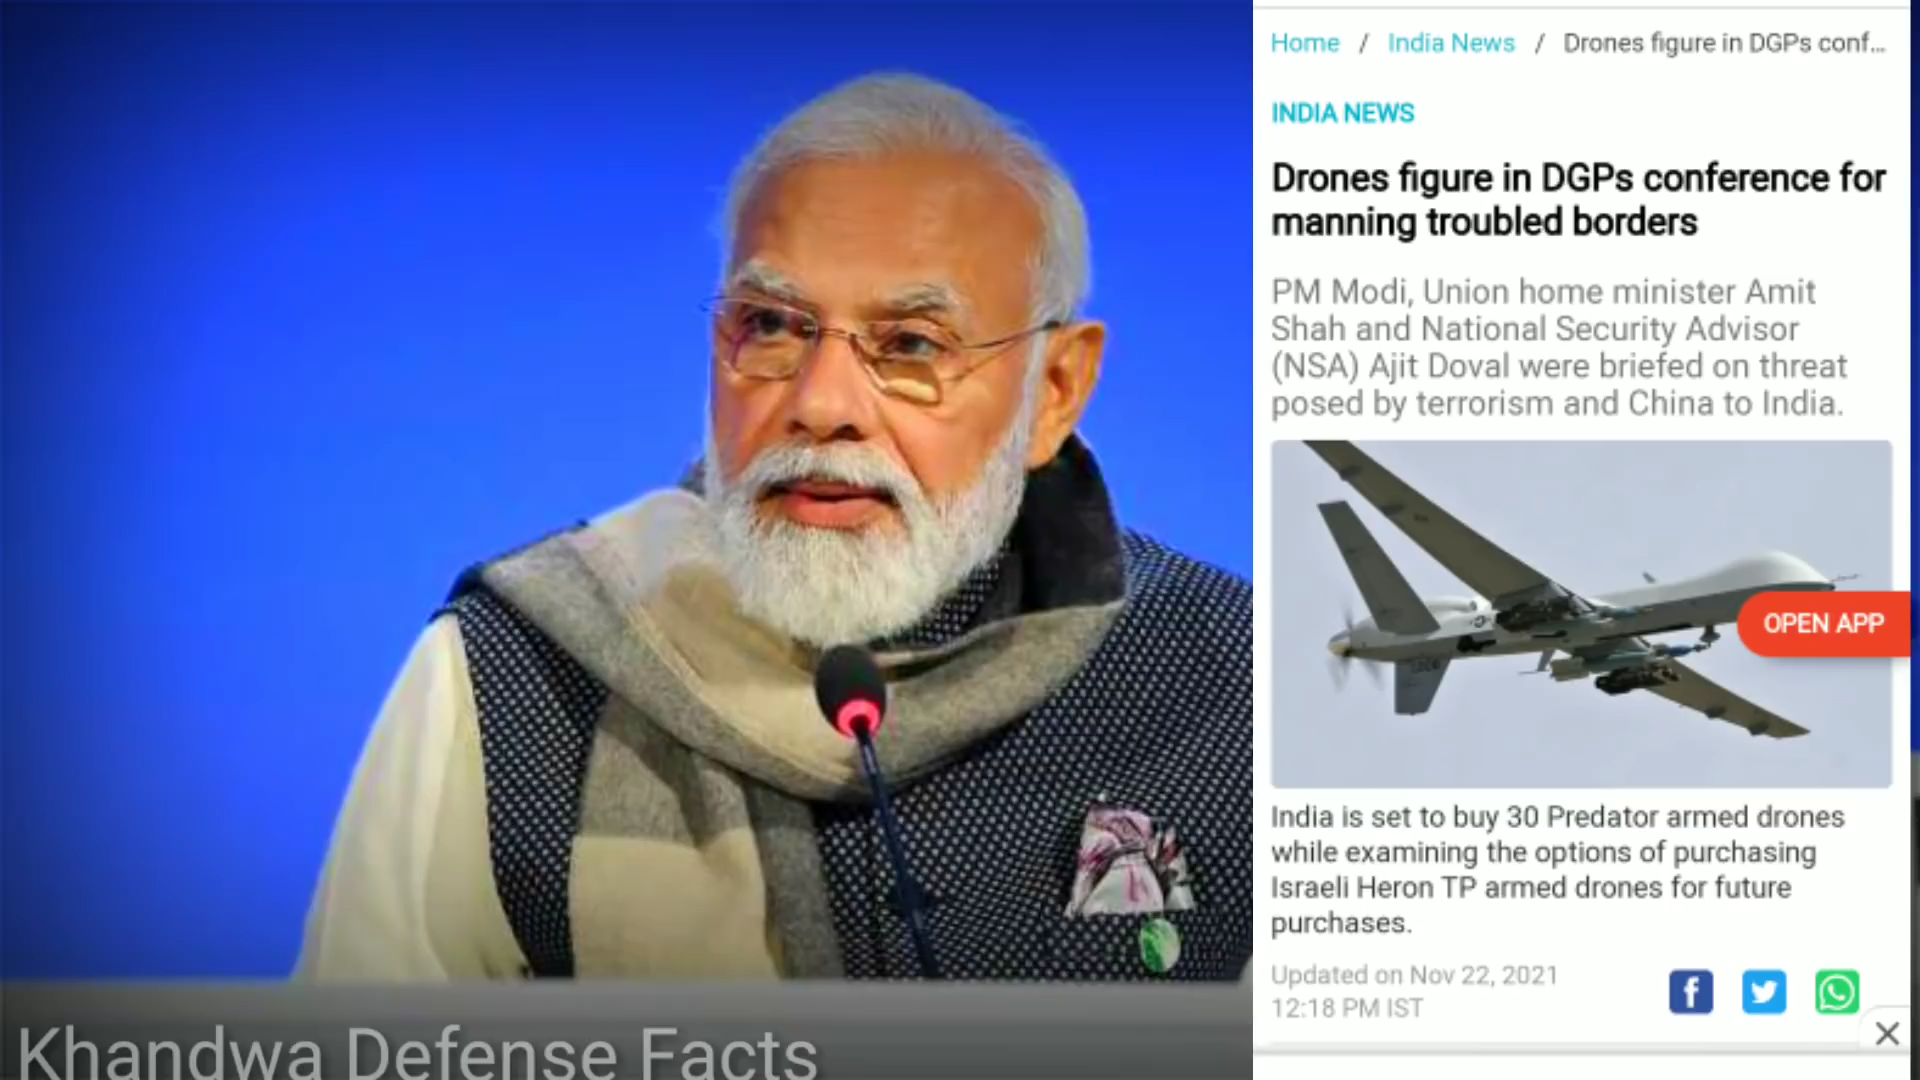 Home / India News / Drones figure in DGPs conf...
INDIA NEWS
Drones figure in DGPs conference for
manning troubled borders
PM Modi, Union home minister Amit
Shah and National Security Advisor
(NSA) Ajit Doval were briefed on threat
posed by terrorism and China to India.
OPEN APP
India is set to buy 30 Predator armed drones
while examining the options of purchasing
Israeli Heron TP armed drones for future
purchases.
Updated on Nov 22, 2021
12:18 PM IST
Khandwa Defense Facts